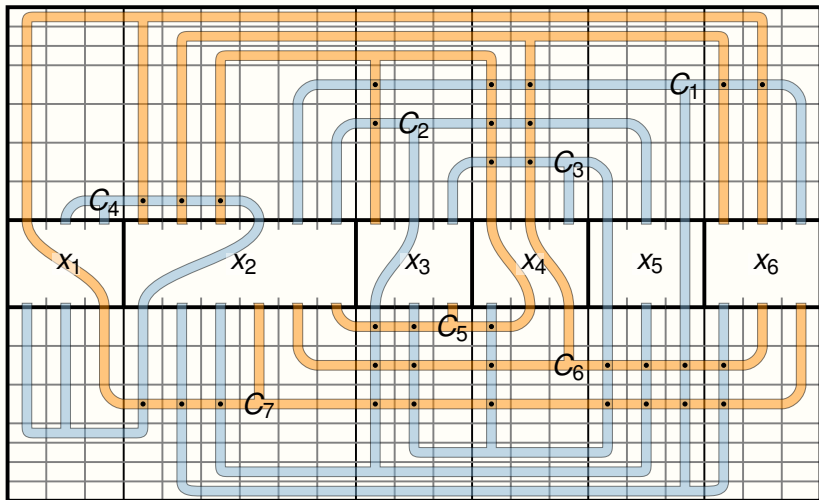 C₁
C₂
C₃
C₄
x₁ x₂ x₃ x₄ x₅ x₆
C₅
C₆
C₇